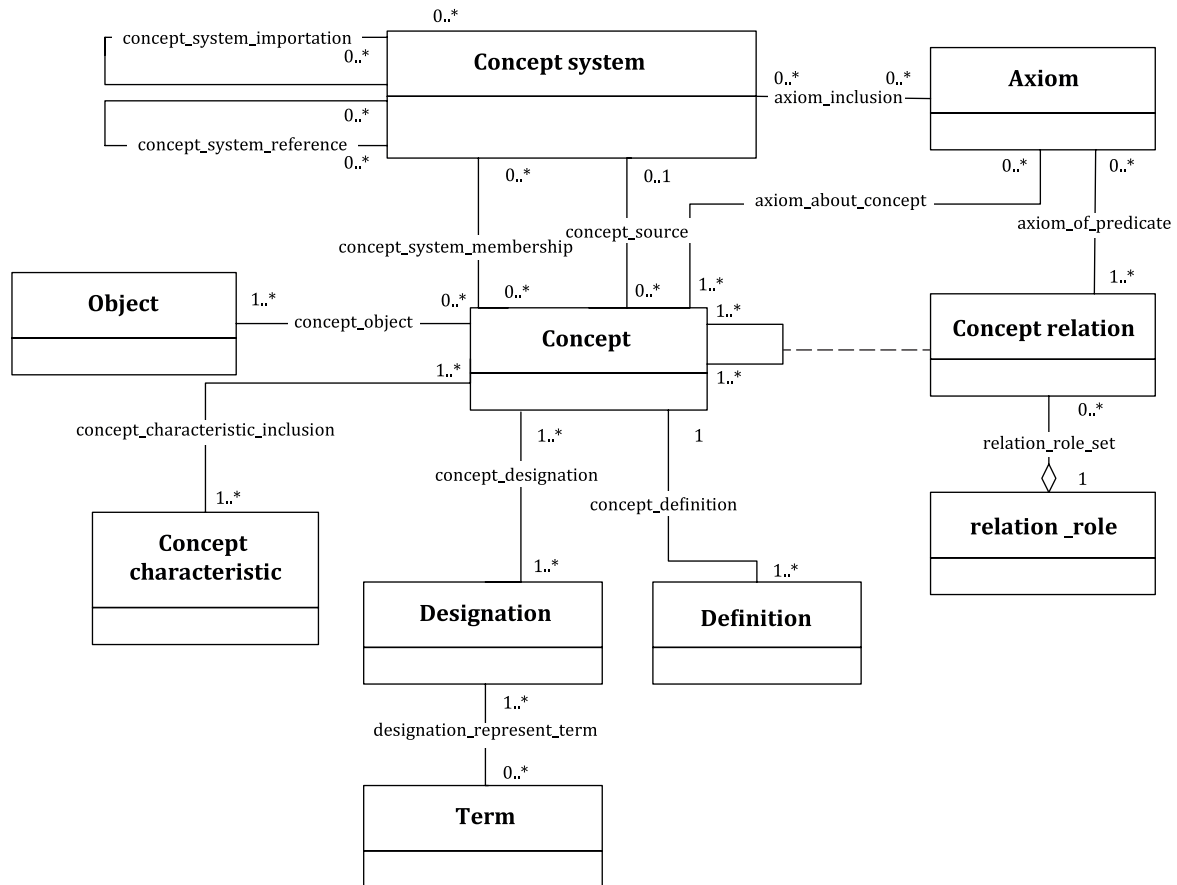 0..*
concept_system_importation
0..*
Concept system
0..*
0..*
axiom_inclusion
Axiom
0..*
concept_system_reference
0..*
0..*
0..1
0..*
0..*
axiom_about_concept
axiom_of_predicate
concept_source
concept_system_membership
Object
1..*
concept_object
0..*
0..*
0..*
1..*
1..*
1..*
Concept
Concept relation
1..*
1..*
concept_characteristic_inclusion
1..*
1
0..*
relation_role_set
1
concept_designation
concept_definition
1..*
Concept
characteristic
relation _role
1..*
1..*
Designation
Definition
1..*
designation_represent_term
0..*
Term